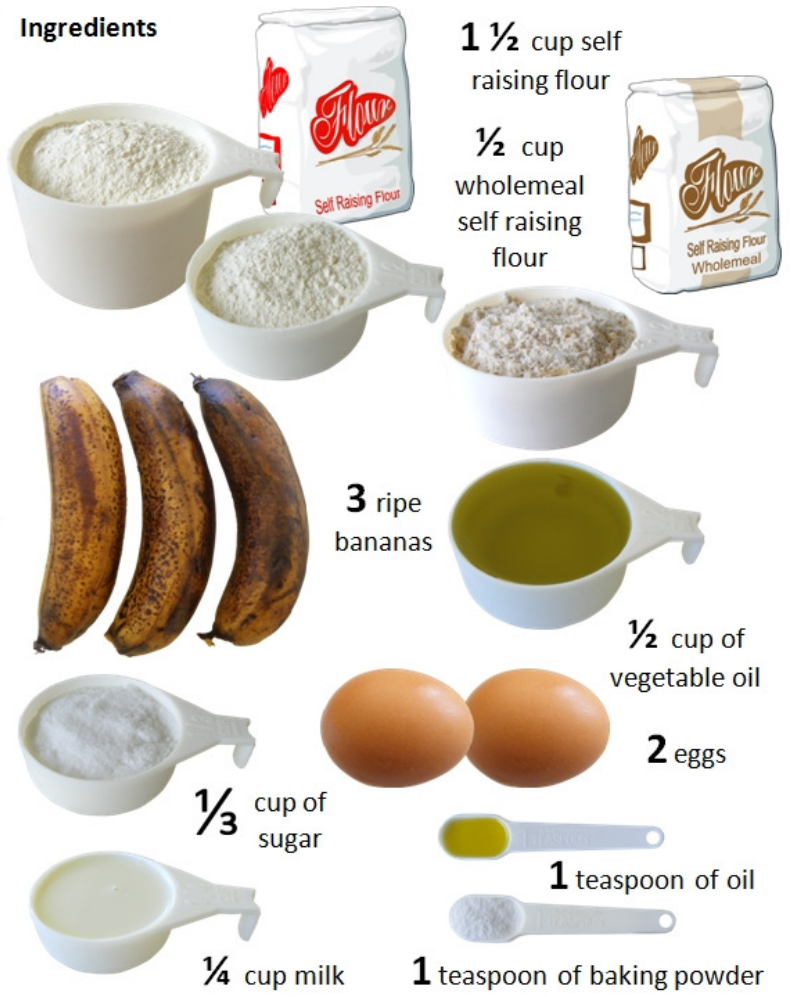 Ingredients
1 ½ cup self
raising flour
Flour
Self Raising Flour
½ cup
wholemeal
self raising
flour
Flour
Self Raising Flour
Wholemeal
3 ripe
bananas
½ cup of
vegetable oil
2 eggs
⅓ cup of
sugar
1 teaspoon of oil
¼ cup milk
1 teaspoon of baking powder